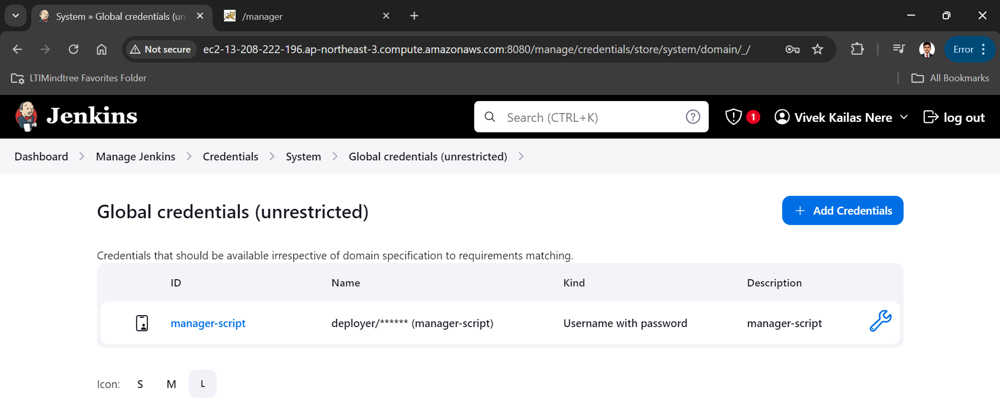 System » Global credentials (un
/manager
Not secure
ec2-13-208-222-196.ap-northeast-3.compute.amazonaws.com:8080/manage/credentials/store/system/domain/_/
Error
LTIMindtree Favorites Folder
All Bookmarks
Jenkins
Search (CTRL+K)
?
1
Vivek Kailas Nere
log out
Dashboard > Manage Jenkins > Credentials > System > Global credentials (unrestricted) >
Global credentials (unrestricted)
+ Add Credentials
Credentials that should be available irrespective of domain specification to requirements matching.
ID Name Kind Description
manager-script deployer/****** (manager-script) Username with password manager-script
Icon: S M L